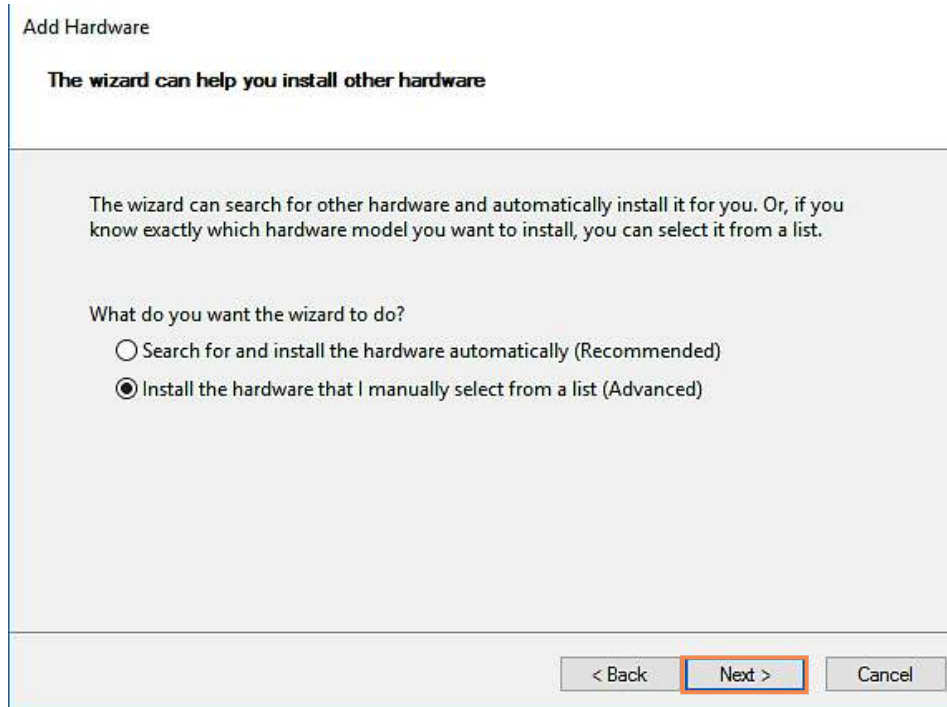 Add Hardware
The wizard can help you install other hardware
The wizard can search for other hardware and automatically install it for you. Or, if you
know exactly which hardware model you want to install, you can select it from a list.
What do you want the wizard to do?
Search for and install the hardware automatically (Recommended)
Install the hardware that I manually select from a list (Advanced)
< Back Next > Cancel